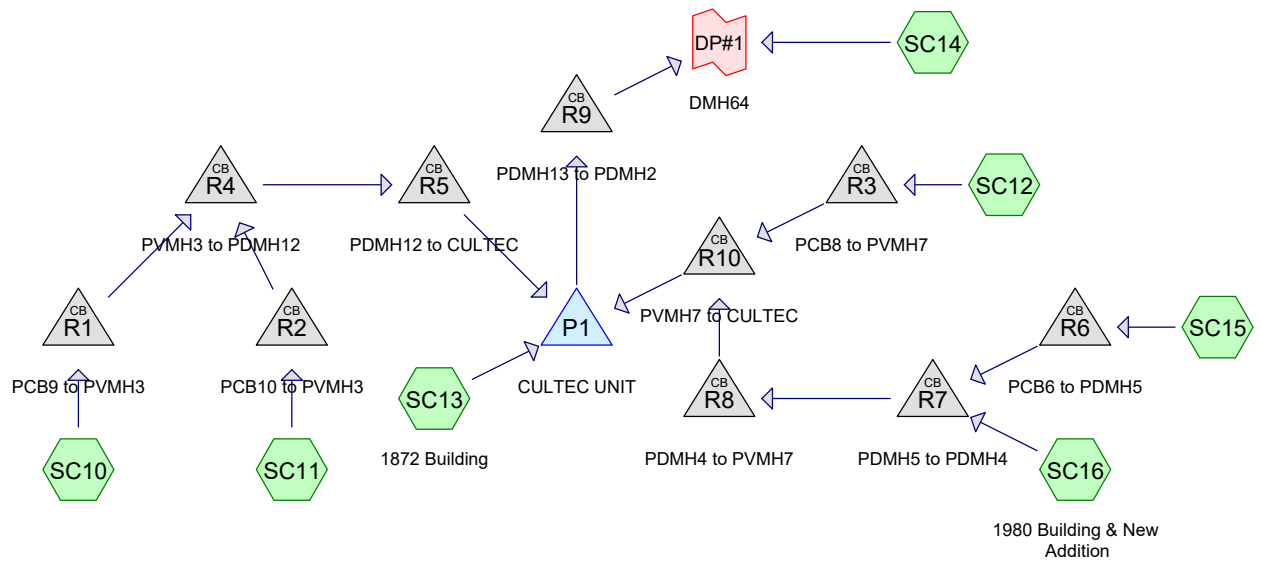 DP#1
SC14
DMH64
CB
R9
PDMH13 to PDMH2
CB
R4
PVMH3 to PDMH12
CB
R5
PDMH12 to CULTEC
CB
R3
PCB8 to PVMH7
SC12
CB
R10
PVMH7 to CULTEC
CB
R1
PCB9 to PVMH3
CB
R2
PCB10 to PVMH3
P1
CULTEC UNIT
CB
R6
PCB6 to PDMH5
SC15
SC13
1872 Building
CB
R8
PDMH4 to PVMH7
CB
R7
PDMH5 to PDMH4
SC10
SC11
SC16
1980 Building & New
Addition